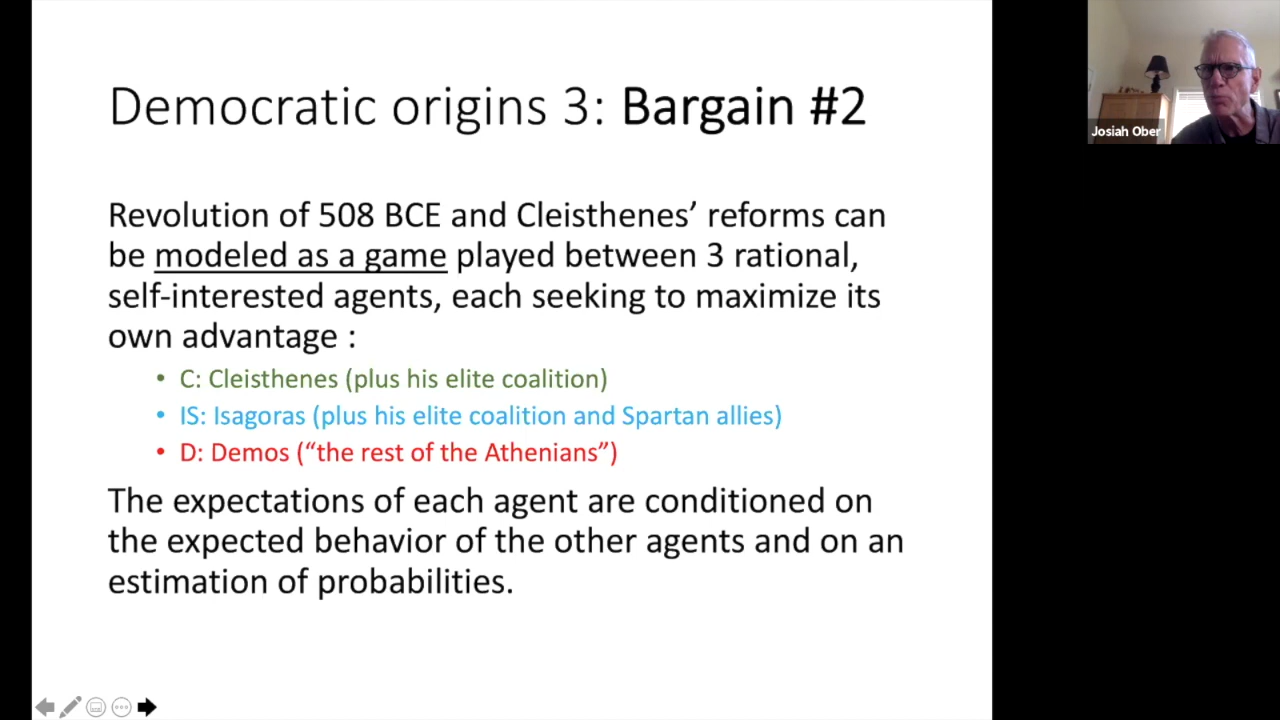 Democratic origins 3: Bargain #2
Josiah Ober
Revolution of 508 BCE and Cleisthenes’ reforms can
be modeled as a game played between 3 rational,
self-interested agents, each seeking to maximize its
own advantage :
• C: Cleisthenes (plus his elite coalition)
• IS: Isagoras (plus his elite coalition and Spartan allies)
• D: Demos (“the rest of the Athenians”)
The expectations of each agent are conditioned on
the expected behavior of the other agents and on an
estimation of probabilities.